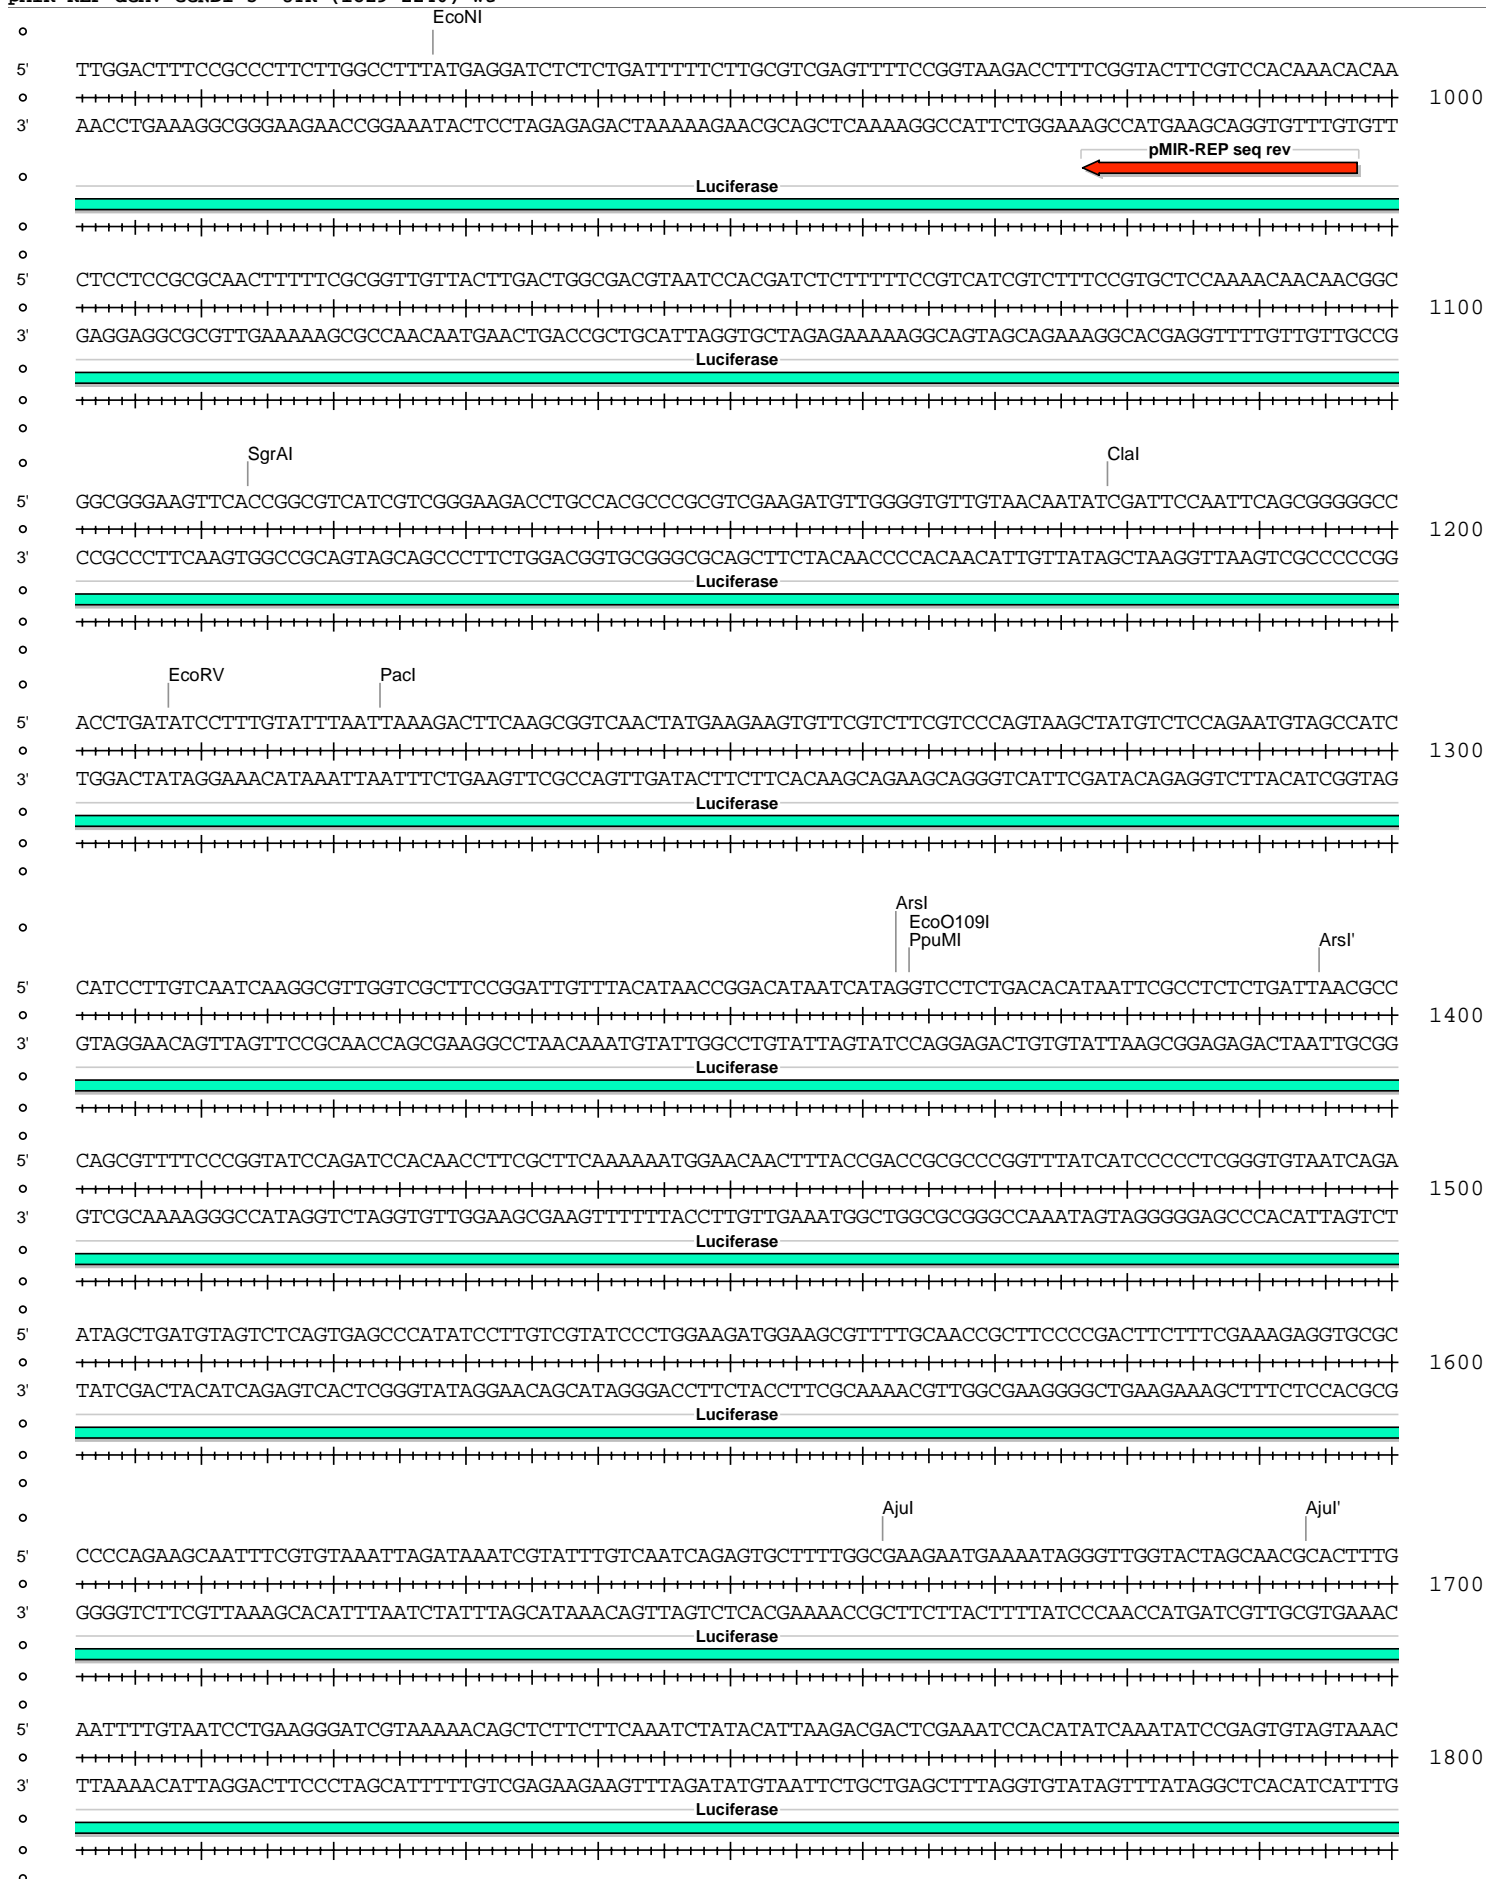 EcoNI
5' TTGGACTTTCCGCCCTTCTTGGCCTTTATGAGGATCTCTCTGATTTTTCTTGCGTCGAGTTTTCCGGTAAGACCTTTCGGTACTTCGTCCACAAACACAA
1000
3' AACCTGAAAGGCGGGAAGAACCGGAAATACTCCTAGAGAGACTAAAAAGAACGCAGCTCAAAAGGCCATTCTGGAAAGCCATGAAGCAGGTGTTTGTGTT
pMIR-REP seq rev
Luciferase
5' CTCCTCCGCGCAACTTTTTCGCGGTTGTTACTTGACTGGCGACGTAATCCACGATCTCTTTTTCCGTCATCGTCTTTCCGTGCTCCAAAACAACAACGGC
1100
3' GAGGAGGCGCGTTGAAAAAGCGCCAACAATGAACTGACCGCTGCATTAGGTGCTAGAGAAAAAGGCAGTAGCAGAAAGGCACGAGGTTTTGTTGTTGCCG
Luciferase
SgrAI ClaI
5' GGCGGGAAGTTCACCGGCGTCATCGTCGGGAAGACCTGCCACGCCCGCGTCGAAGATGTTGGGGTGTTGTAACAATATCGATTCCAATTCAGCGGGGGCC
1200
3' CCGCCCTTCAAGTGGCCGCAGTAGCAGCCCTTCTGGACGGTGCGGGCGCAGCTTCTACAACCCCACAACATTGTTATAGCTAAGGTTAAGTCGCCCCCGG
Luciferase
EcoRV PacI
5' ACCTGATATCCTTTGTATTTAATTAAAGACTTCAAGCGGTCAACTATGAAGAAGTGTTCGTCTTCGTCCCAGTAAGCTATGTCTCCAGAATGTAGCCATC
1300
3' TGGACTATAGGAAACATAAATTAATTTCTGAAGTTCGCCAGTTGATACTTCTTCACAAGCAGAAGCAGGGTCATTCGATACAGAGGTCTTACATCGGTAG
Luciferase
ArsI
EcoO109I
PpuMI ArsI'
5' CATCCTTGTCAATCAAGGCGTTGGTCGCTTCCGGATTGTTTACATAACCGGACATAATCATAGGTCCTCTGACACATAATTCGCCTCTCTGATTAACGCC
1400
3' GTAGGAACAGTTAGTTCCGCAACCAGCGAAGGCCTAACAAATGTATTGGCCTGTATTAGTATCCAGGAGACTGTGTATTAAGCGGAGAGACTAATTGCGG
Luciferase
5' CAGCGTTTTCCCGGTATCCAGATCCACAACCTTCGCTTCAAAAAATGGAACAACTTTACCGACCGCGCCCGGTTTATCATCCCCCTCGGGTGTAATCAGA
1500
3' GTCGCAAAAGGGCCATAGGTCTAGGTGTTGGAAGCGAAGTTTTTTACCTTGTTGAAATGGCTGGCGCGGGCCAAATAGTAGGGGGAGCCCACATTAGTCT
Luciferase
5' ATAGCTGATGTAGTCTCAGTGAGCCCATATCCTTGTCGTATCCCTGGAAGATGGAAGCGTTTTGCAACCGCTTCCCCGACTTCTTTCGAAAGAGGTGCGC
1600
3' TATCGACTACATCAGAGTCACTCGGGTATAGGAACAGCATAGGGACCTTCTACCTTCGCAAAACGTTGGCGAAGGGGCTGAAGAAAGCTTTCTCCACGCG
Luciferase
AjuI AjuI'
5' CCCCAGAAGCAATTTCGTGTAAATTAGATAAATCGTATTTGTCAATCAGAGTGCTTTTGGCGAAGAATGAAAATAGGGTTGGTACTAGCAACGCACTTTG
1700
3' GGGGTCTTCGTTAAAGCACATTTAATCTATTTAGCATAAACAGTTAGTCTCACGAAAACCGCTTCTTACTTTTATCCCAACCATGATCGTTGCGTGAAAC
Luciferase
5' AATTTTGTAATCCTGAAGGGATCGTAAAAACAGCTCTTCTTCAAATCTATACATTAAGACGACTCGAAATCCACATATCAAATATCCGAGTGTAGTAAAC
1800
3' TTAAAACATTAGGACTTCCCTAGCATTTTTGTCGAGAAGAAGTTTAGATATGTAATTCTGCTGAGCTTTAGGTGTATAGTTTATAGGCTCACATCATTTG
Luciferase